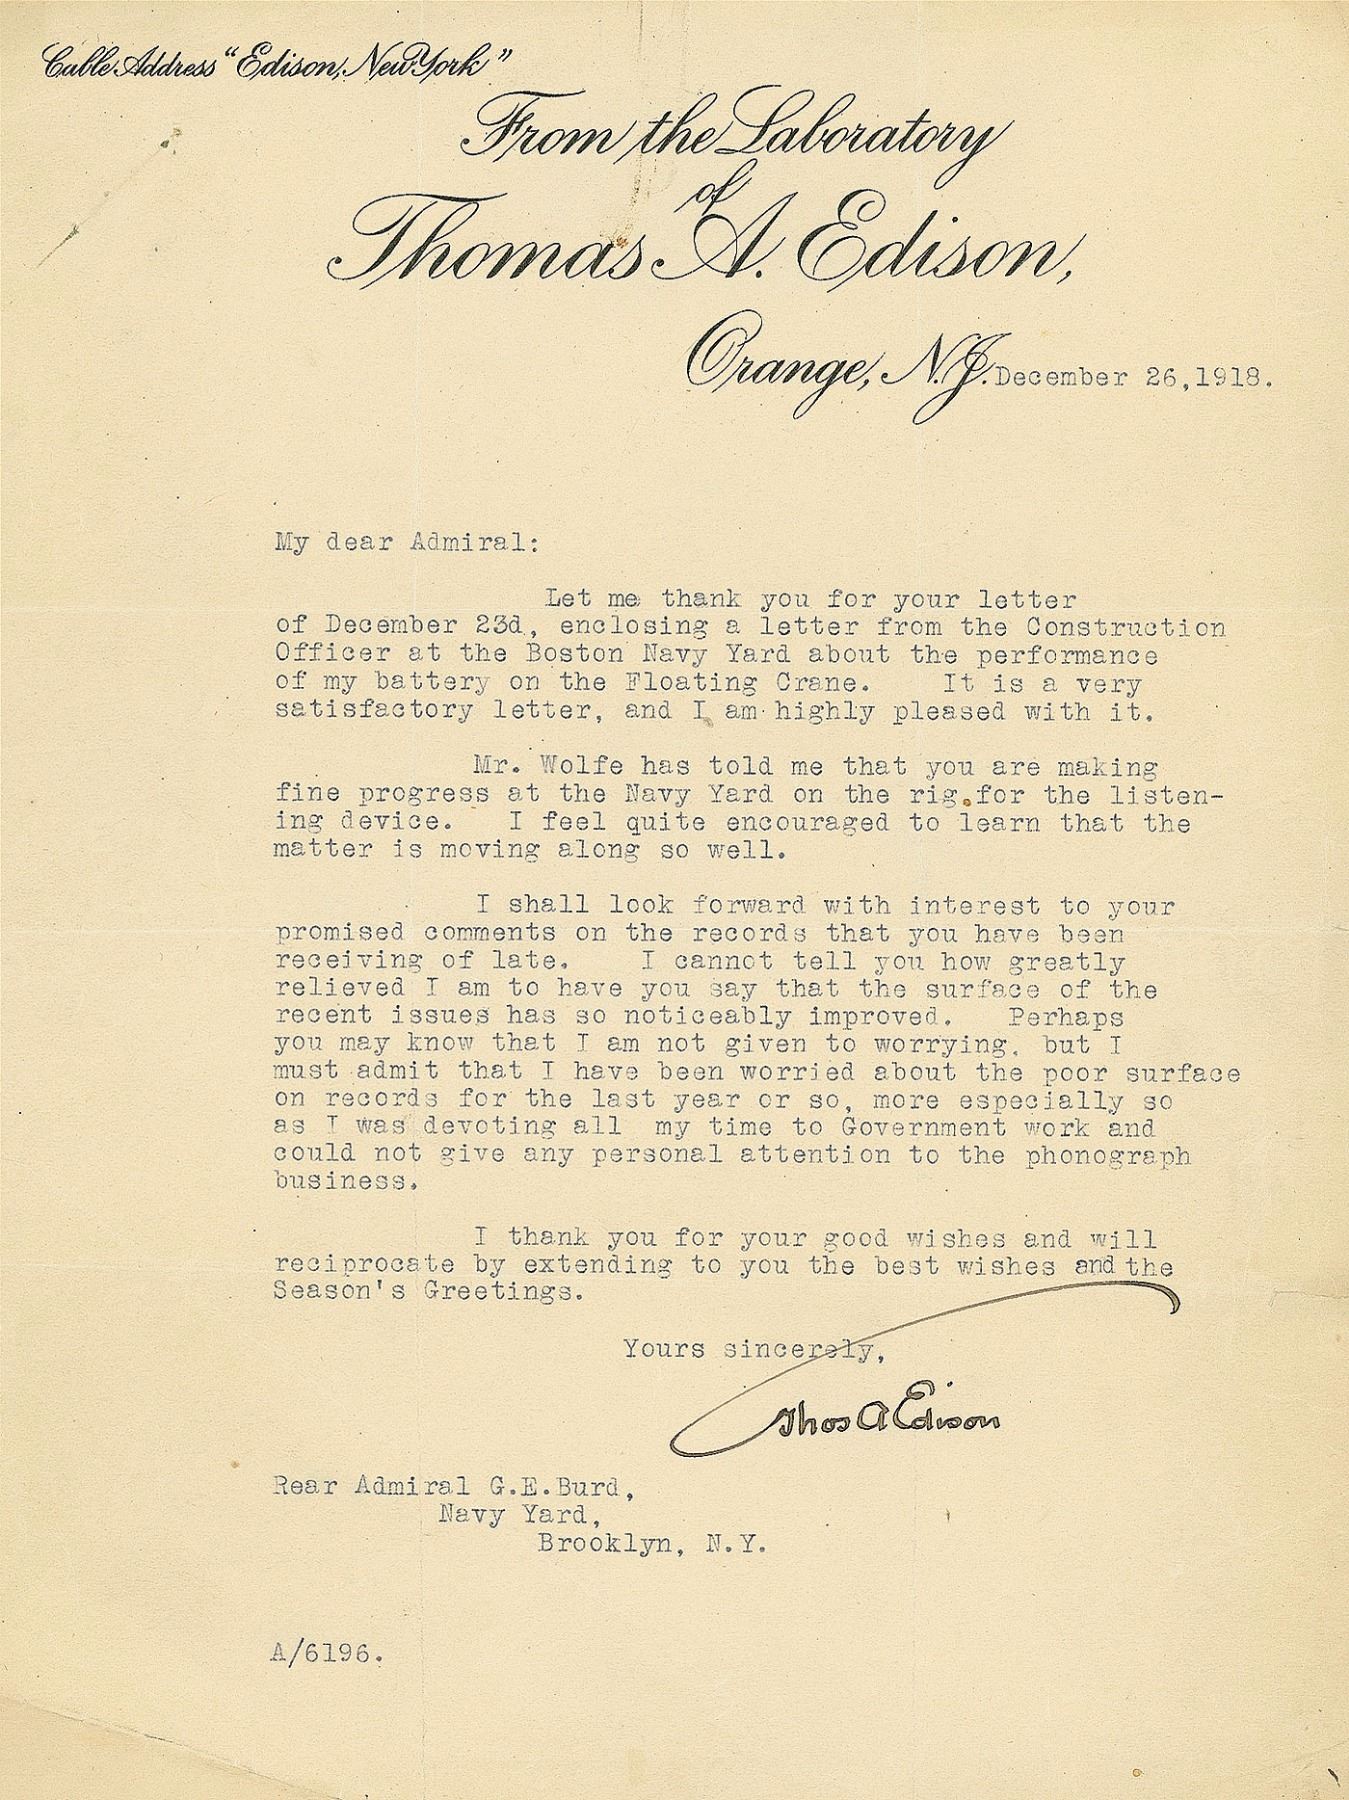 Cable Address "Edison, New York"
From the Laboratory
of
Thomas A. Edison,
Orange, N.J. December 26,1918.
My dear Admiral:
Let me thank you for your letter
of December 23d, enclosing a letter from the Construction
Officer at the Boston Navy Yard about the performance
of my battery on the Floating Crane. It is a very
satisfactory letter, and I am highly pleased with it.
Mr. Wolfe has told me that you are making
fine progress at the Navy Yard on the rig for the listen-
ing device. I feel quite encouraged to learn that the
matter is moving along so well.
I shall look forward with interest to your
promised comments on the records that you have been
receiving of late. I cannot tell you how greatly
relieved I am to have you say that the surface of the
recent issues has so noticeably improved. Perhaps
you may know that I am not given to worrying, but I
must admit that I have been worried about the poor surface
on records for the last year or so, more especially so
as I was devoting all my time to Government work and
could not give any personal attention to the phonograph
business.
I thank you for your good wishes and will
reciprocate by extending to you the best wishes and the
Season's Greetings.
Yours sincerely,
Thos A Edison
Rear Admiral G.E.Burd,
Navy Yard,
Brooklyn, N.Y.
A/6196.